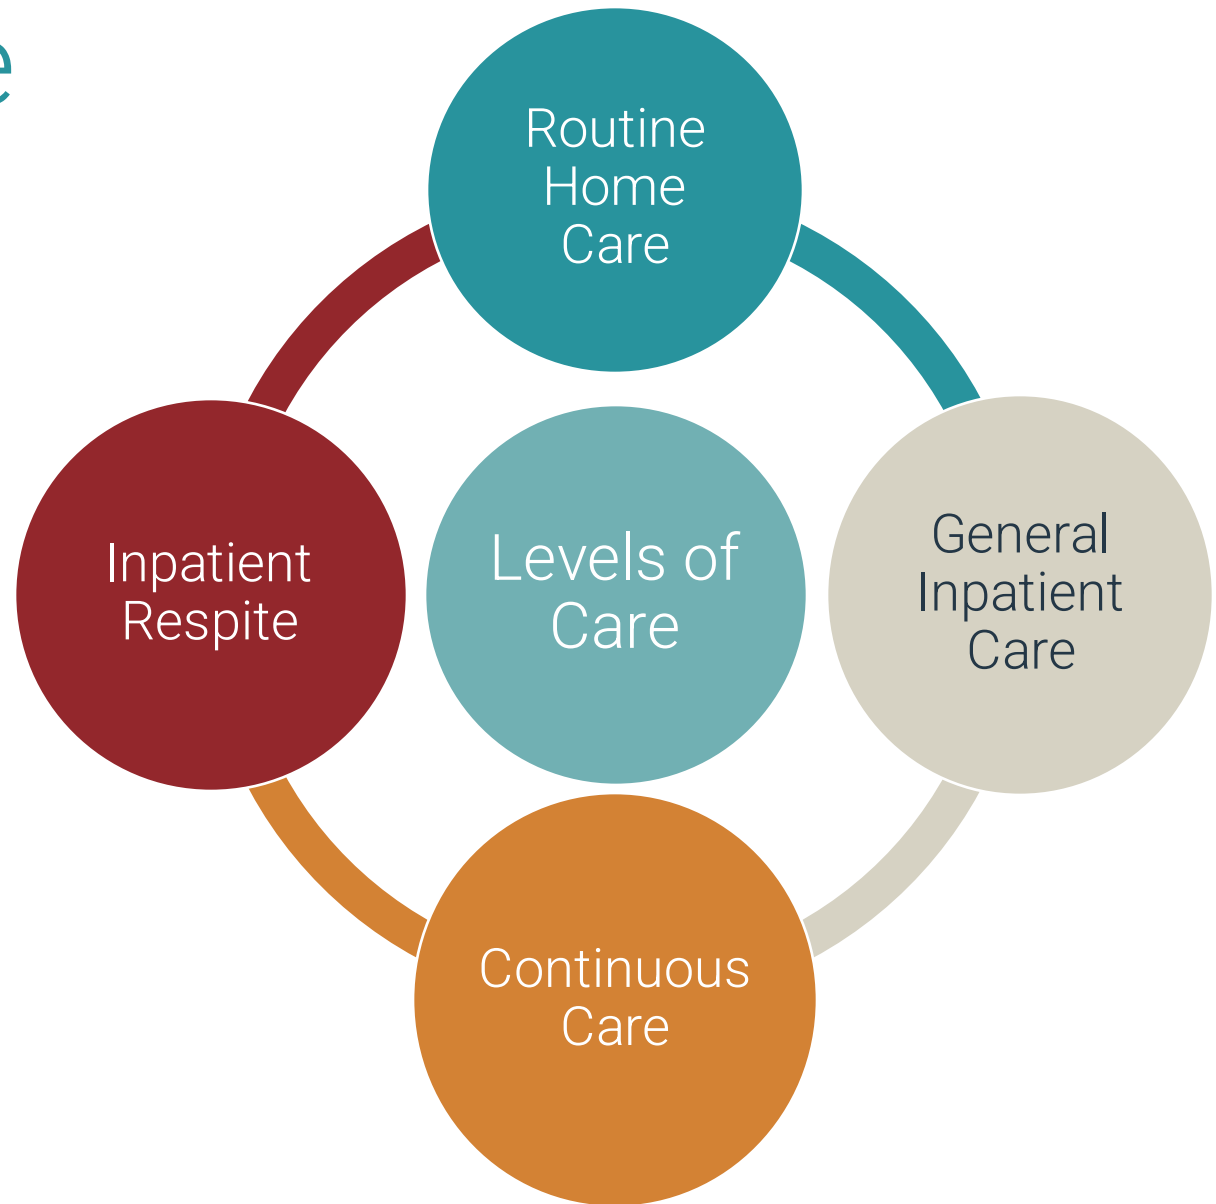 e
Routine
Home
Care
Inpatient
Respite
Levels of
Care
General
Inpatient
Care
Continuous
Care